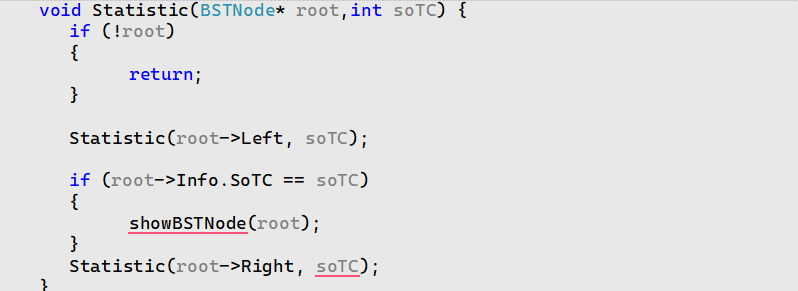 void Statistic(BSTNode* root,int soTC) {
if (!root)
{
return;
}
Statistic(root->Left, soTC);
if (root->Info.SoTC == soTC)
{
showBSTNode(root);
}
Statistic(root->Right, soTC);
}